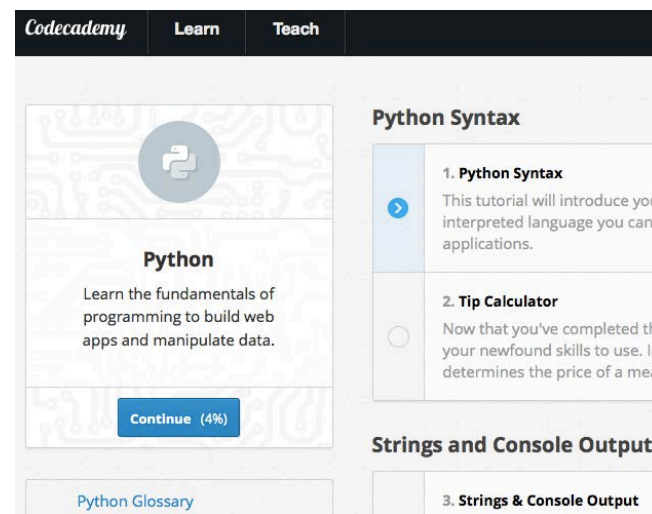 Codecademy Learn Teach
Python
Learn the fundamentals of
programming to build web
apps and manipulate data.
Continue (4%)
Python Glossary
Python Syntax
1. Python Syntax
This tutorial will introduce
interpreted language you can
applications.
2. Tip Calculator
Now that you've completed
your newfound skills to use.
determines the price of a
Strings and Console Output
3. Strings & Console Output